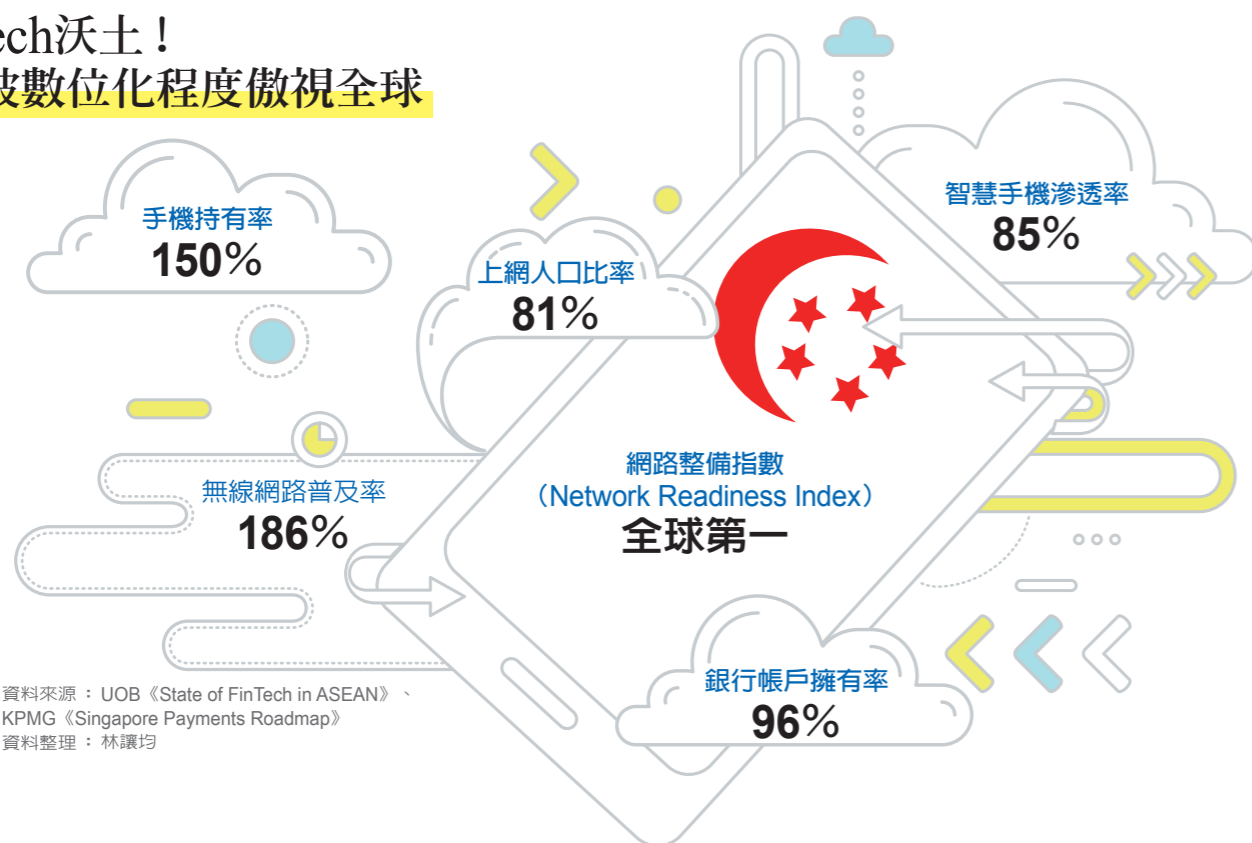 ech沃土！
數位化程度傲視全球
手機持有率
150%
上網人口比率
81%
智慧手機滲透率
85%
無線網路普及率
186%
網路整備指數
（Network Readiness Index）
全球第一
銀行帳戶擁有率
96%
資料來源：UOB《State of FinTech in ASEAN》、
KPMG《Singapore Payments Roadmap》
資料整理：林讓均